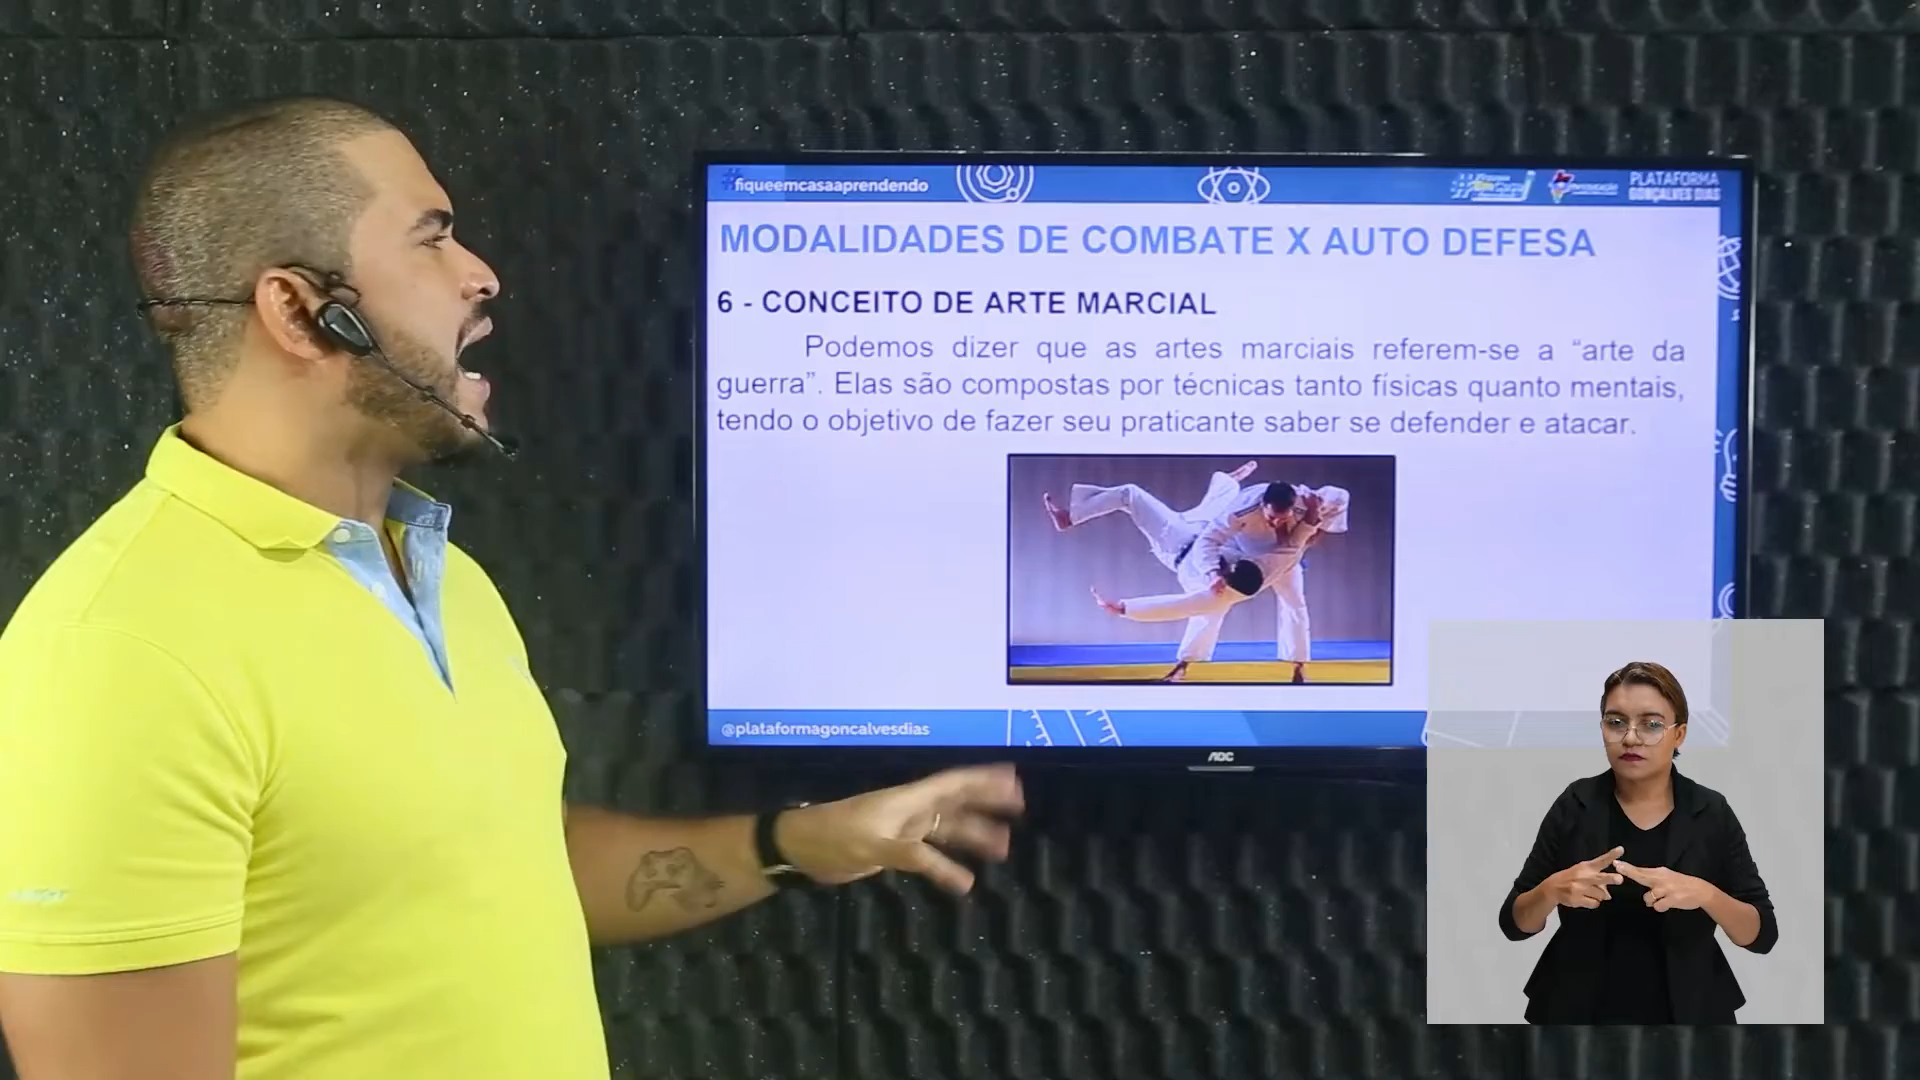 #fiqueemcasaaprendendo
PLATAFORMA
GONÇALVES DIAS
MODALIDADES DE COMBATE X AUTO DEFESA
6 - CONCEITO DE ARTE MARCIAL
Podemos dizer que as artes marciais referem-se a “arte da
guerra”. Elas são compostas por técnicas tanto físicas quanto mentais,
tendo o objetivo de fazer seu praticante saber se defender e atacar.
@plataformagoncalvesdias
AOC